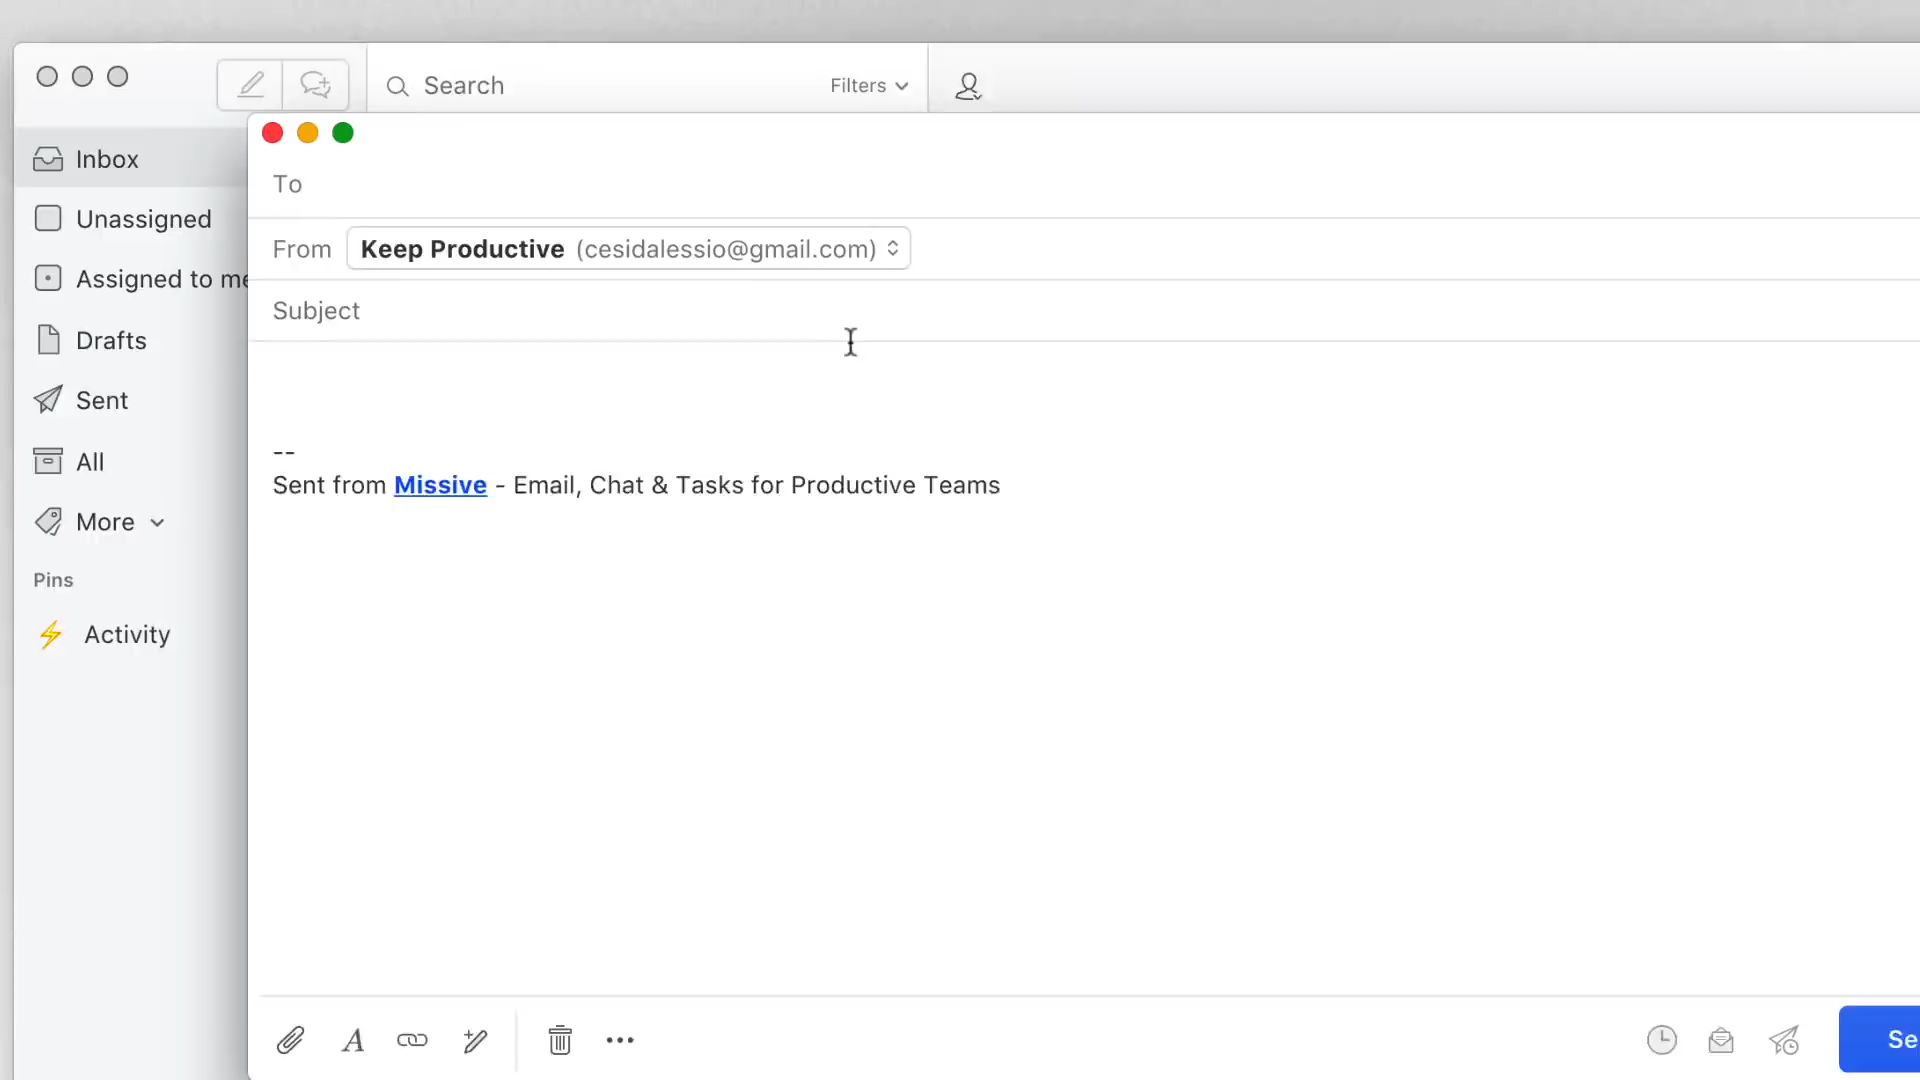 Search
Filters
Inbox
Unassigned
Assigned to me
Drafts
Sent
All
More
Pins
Activity
To
From Keep Productive (cesidalessio@gmail.com)
Subject
--
Sent from Missive - Email, Chat & Tasks for Productive Teams
A
Se